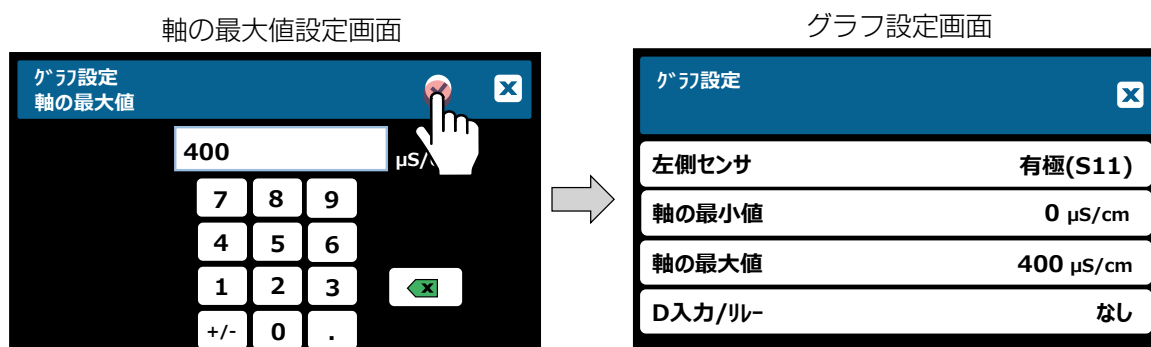 軸の最大値設定画面
ｸﾞﾗﾌ設定
軸の最大値
x
400
μS/
7 8 9
4 5 6
1 2 3
x
+/- 0 .
グラフ設定画面
ｸﾞﾗﾌ設定
x
左側センサ 有極(S11)
軸の最小値 0 μS/cm
軸の最大値 400 μS/cm
D入力/ﾘﾚｰ なし